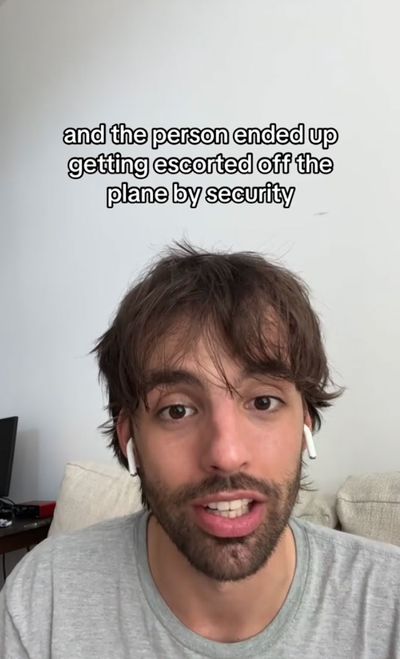 and the person ended up
getting escorted off the
plane by security